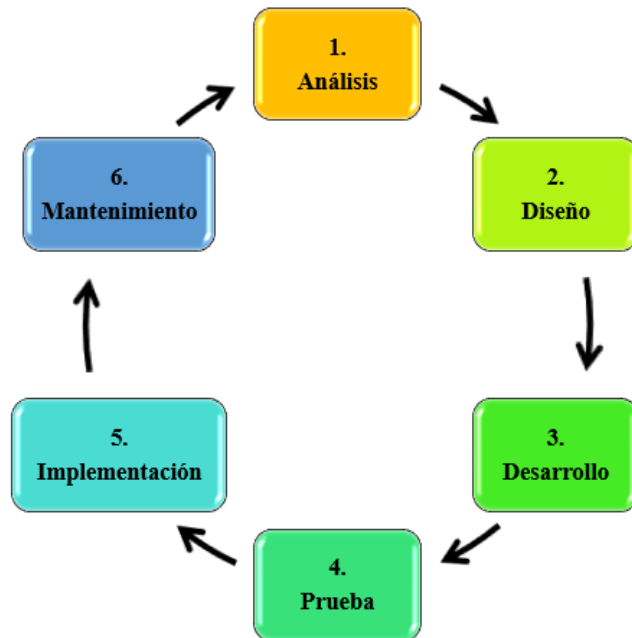 1.
Análisis
2.
Diseño
3.
Desarrollo
4.
Prueba
5.
Implementación
6.
Mantenimiento